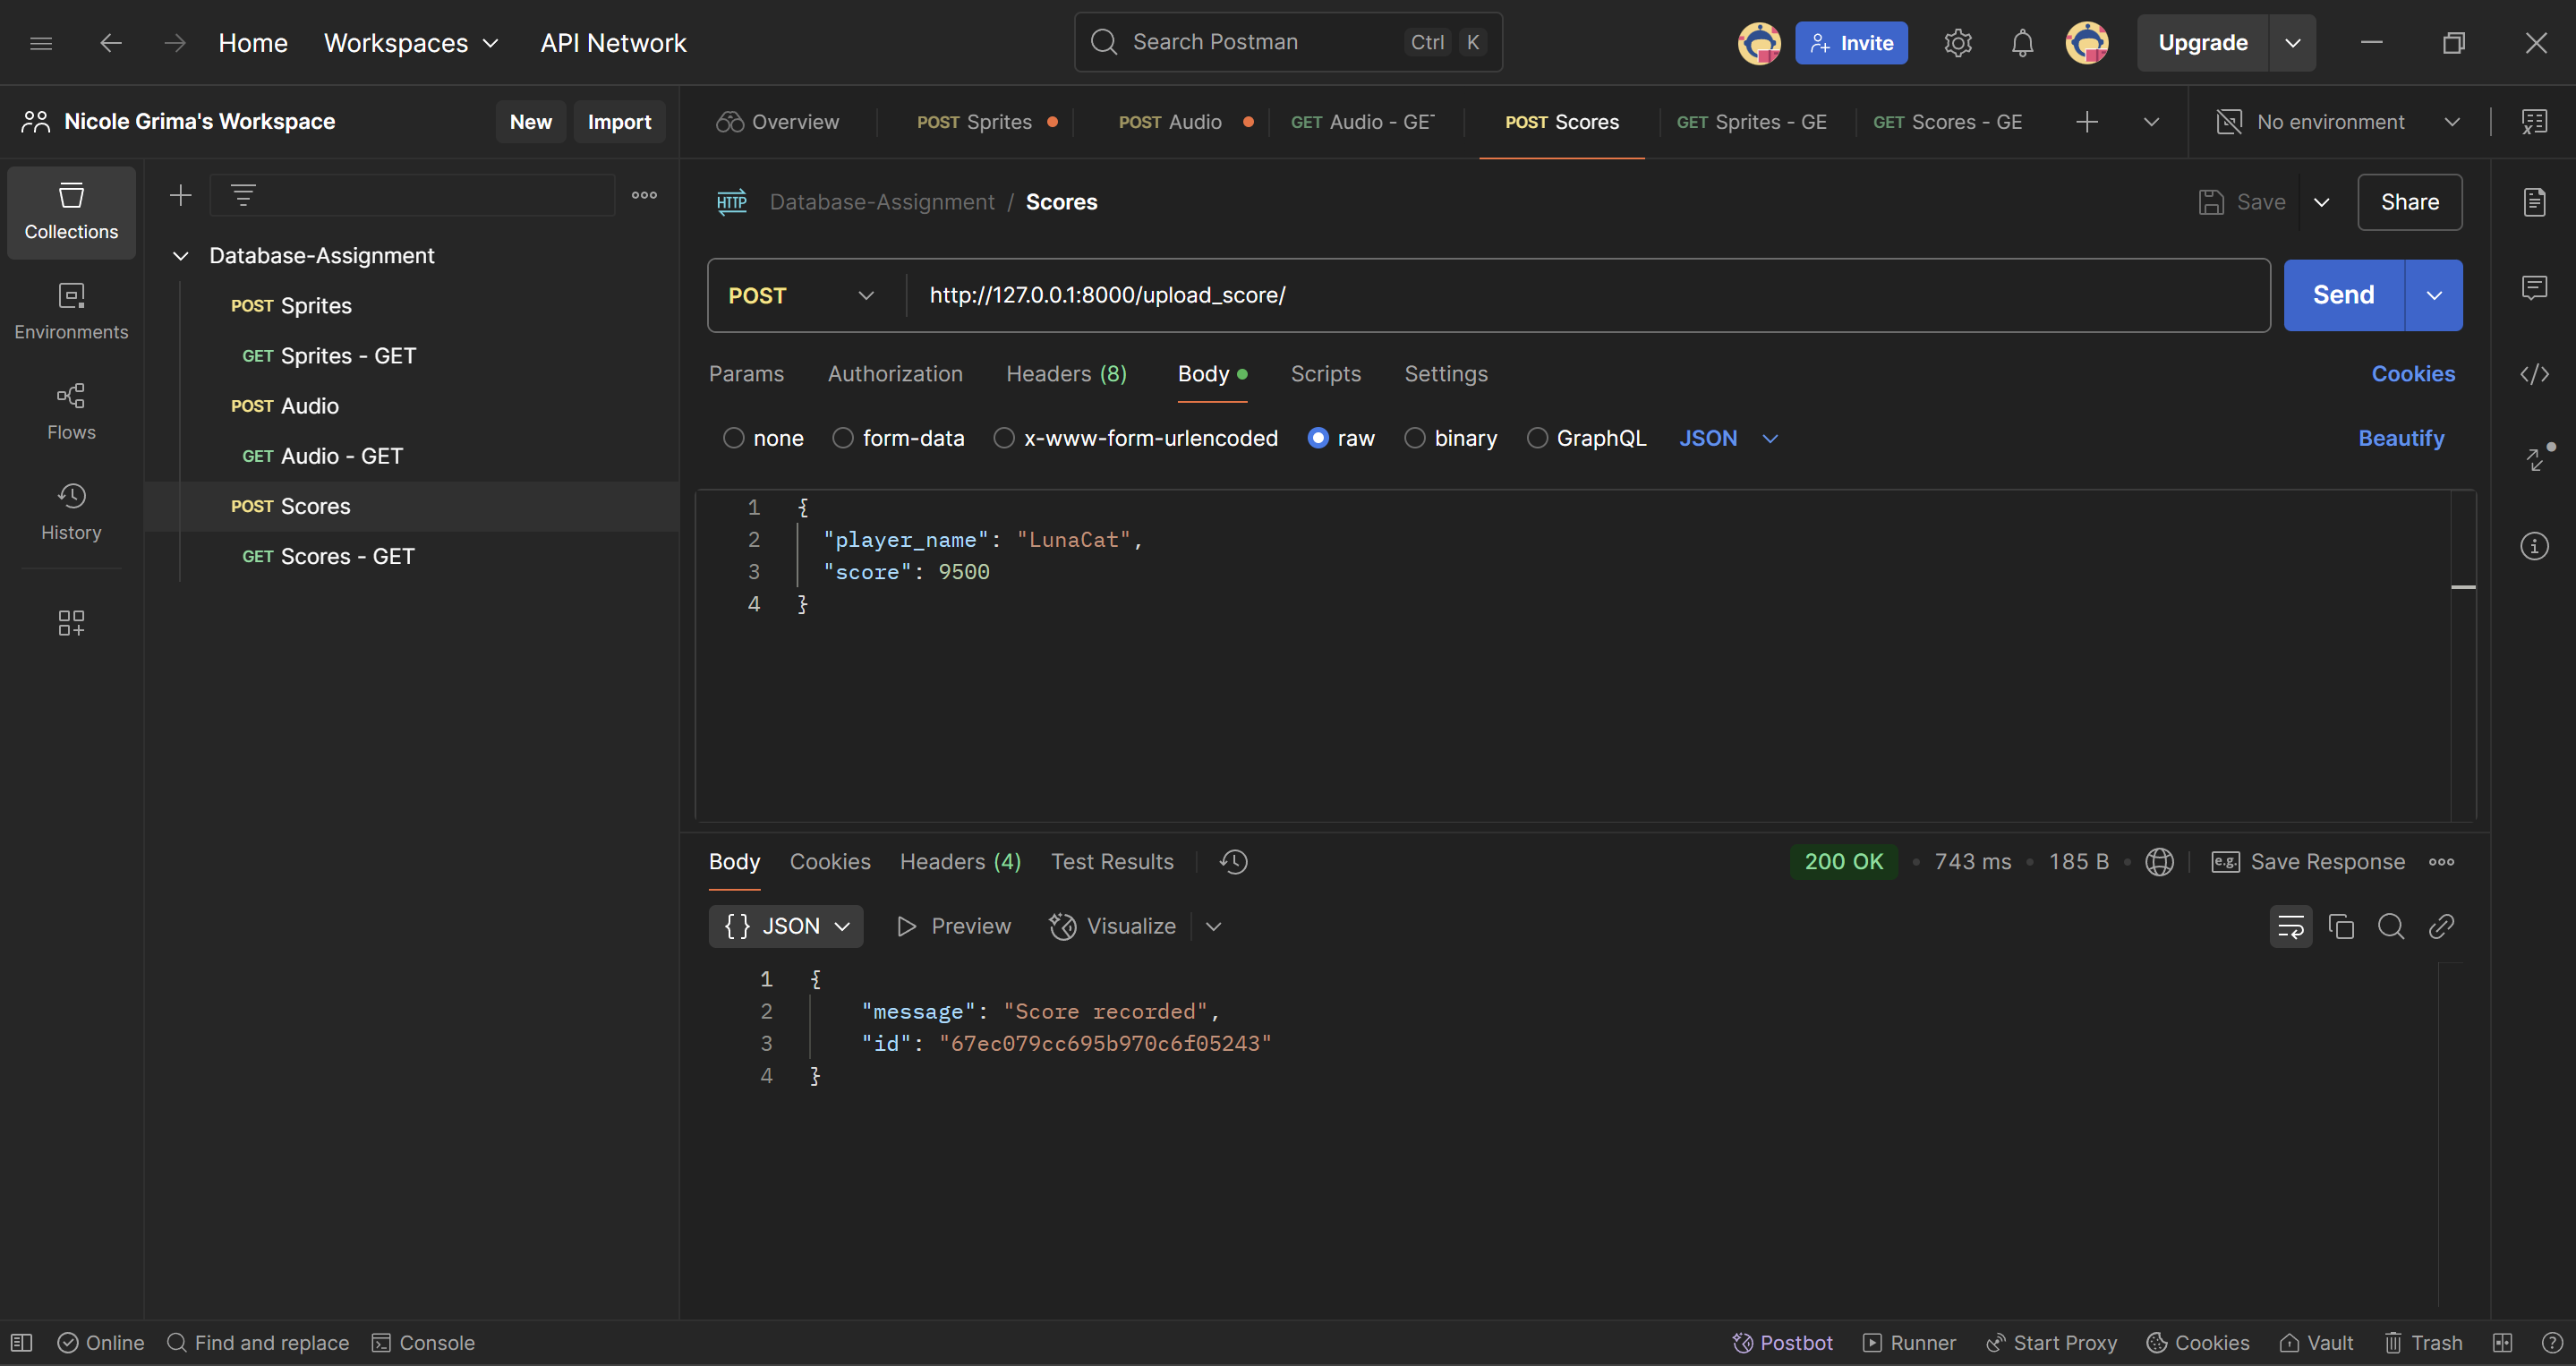 Home Workspaces API Network Search Postman Ctrl K Invite Upgrade
Nicole Grima's Workspace New Import
Overview POST Sprites POST Audio GET Audio - GET POST Scores GET Sprites - GE GET Scores - GE No environment
Collections
Environments
Flows
History
Database-Assignment
POST Sprites
GET Sprites - GET
POST Audio
GET Audio - GET
POST Scores
GET Scores - GET
HTTP Database-Assignment / Scores Save Share
POST http://127.0.0.1:8000/upload_score/ Send
Params Authorization Headers (8) Body Scripts Settings Cookies
none form-data x-www-form-urlencoded raw binary GraphQL JSON Beautify
1 {
2 "player_name": "LunaCat",
3 "score": 9500
4 }
Body Cookies Headers (4) Test Results 200 OK • 743 ms • 185 B • e.g. Save Response
{} JSON Preview Visualize
1 {
2 "message": "Score recorded",
3 "id": "67ec079cc695b970c6f05243"
4 }
Online Find and replace Console Postbot Runner Start Proxy Cookies Vault Trash